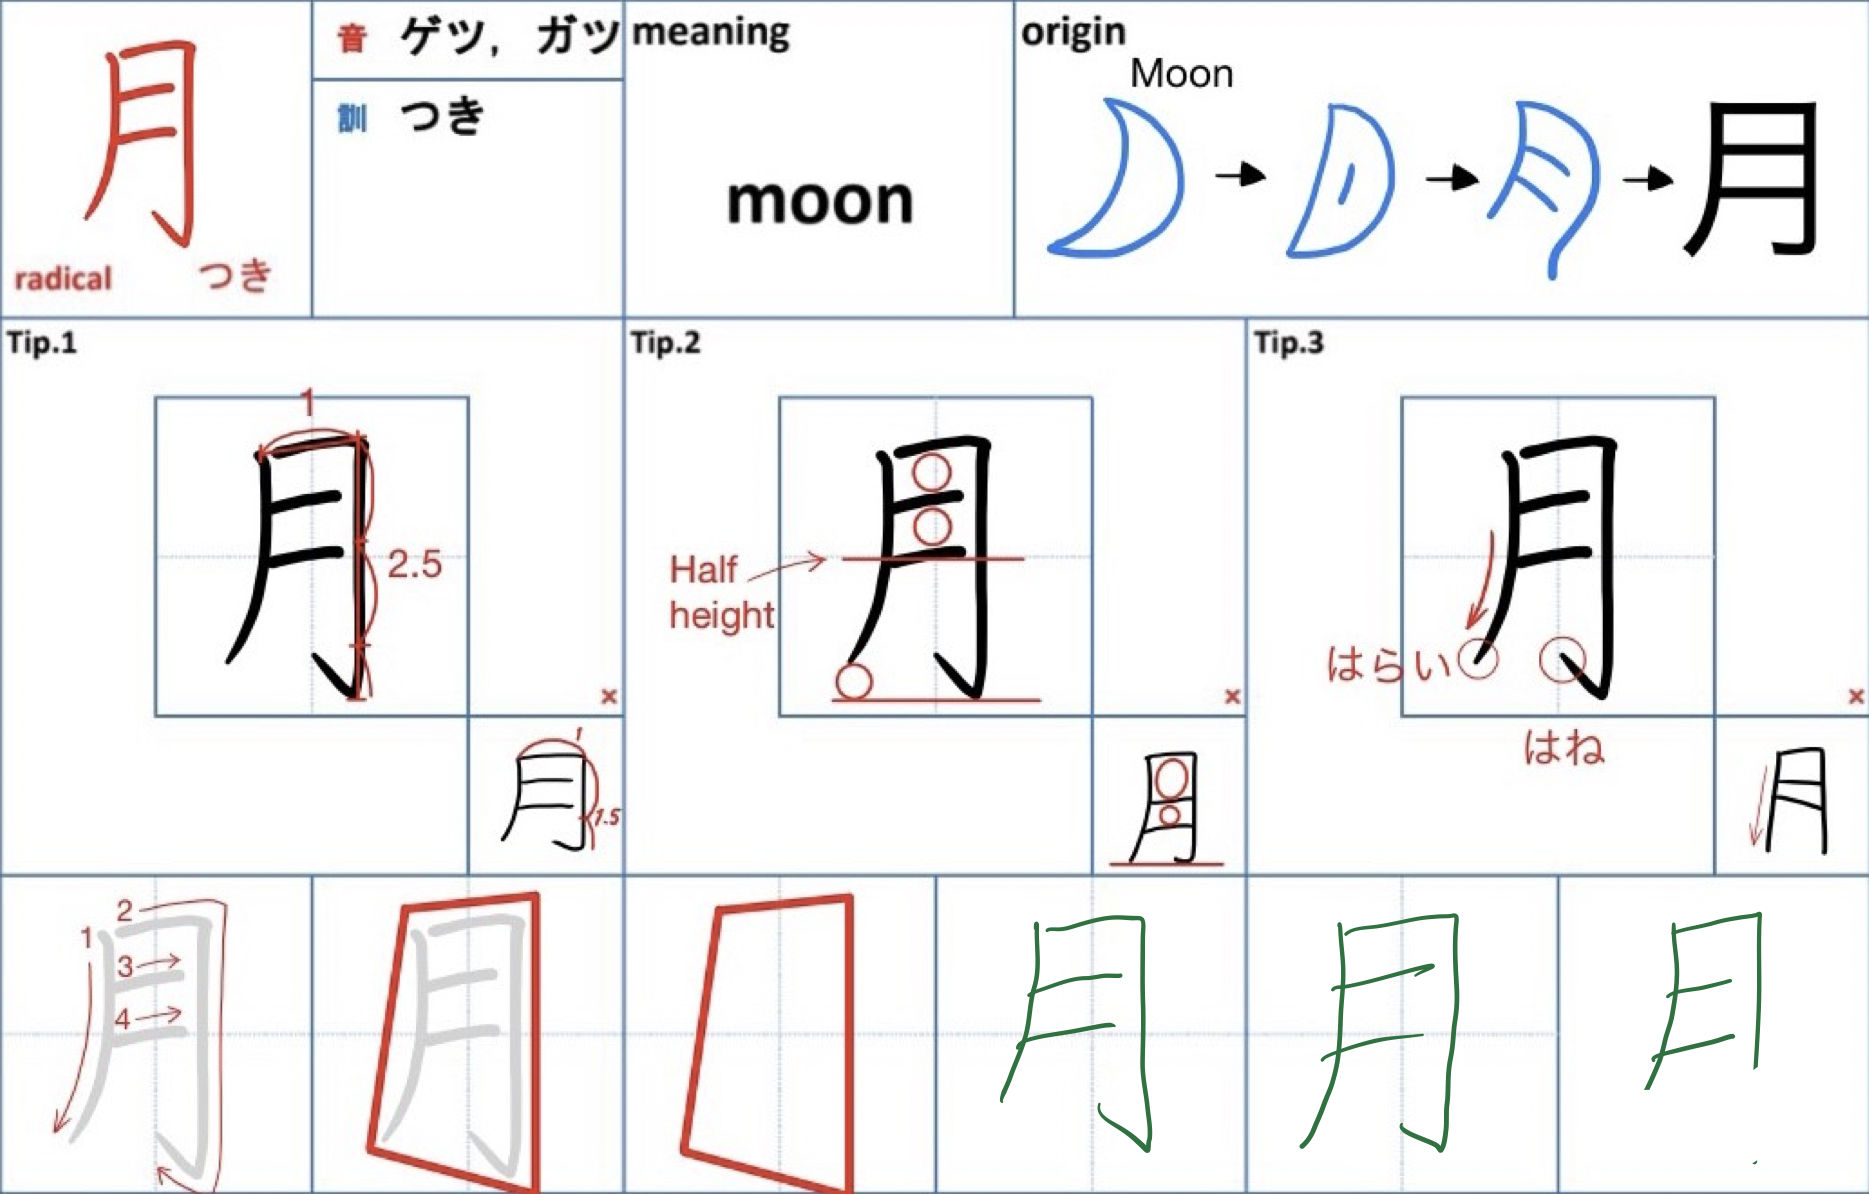 月
radical つき
音 ゲツ, ガツ
訓 つき
meaning
moon
origin
Moon
月
Tip.1
1
月
2.5
×
1
月
1.5
Tip.2
月
Half
height
×
月
Tip.3
月
はらい
はね
×
月
1
2
3
4
月
月
月
月
月